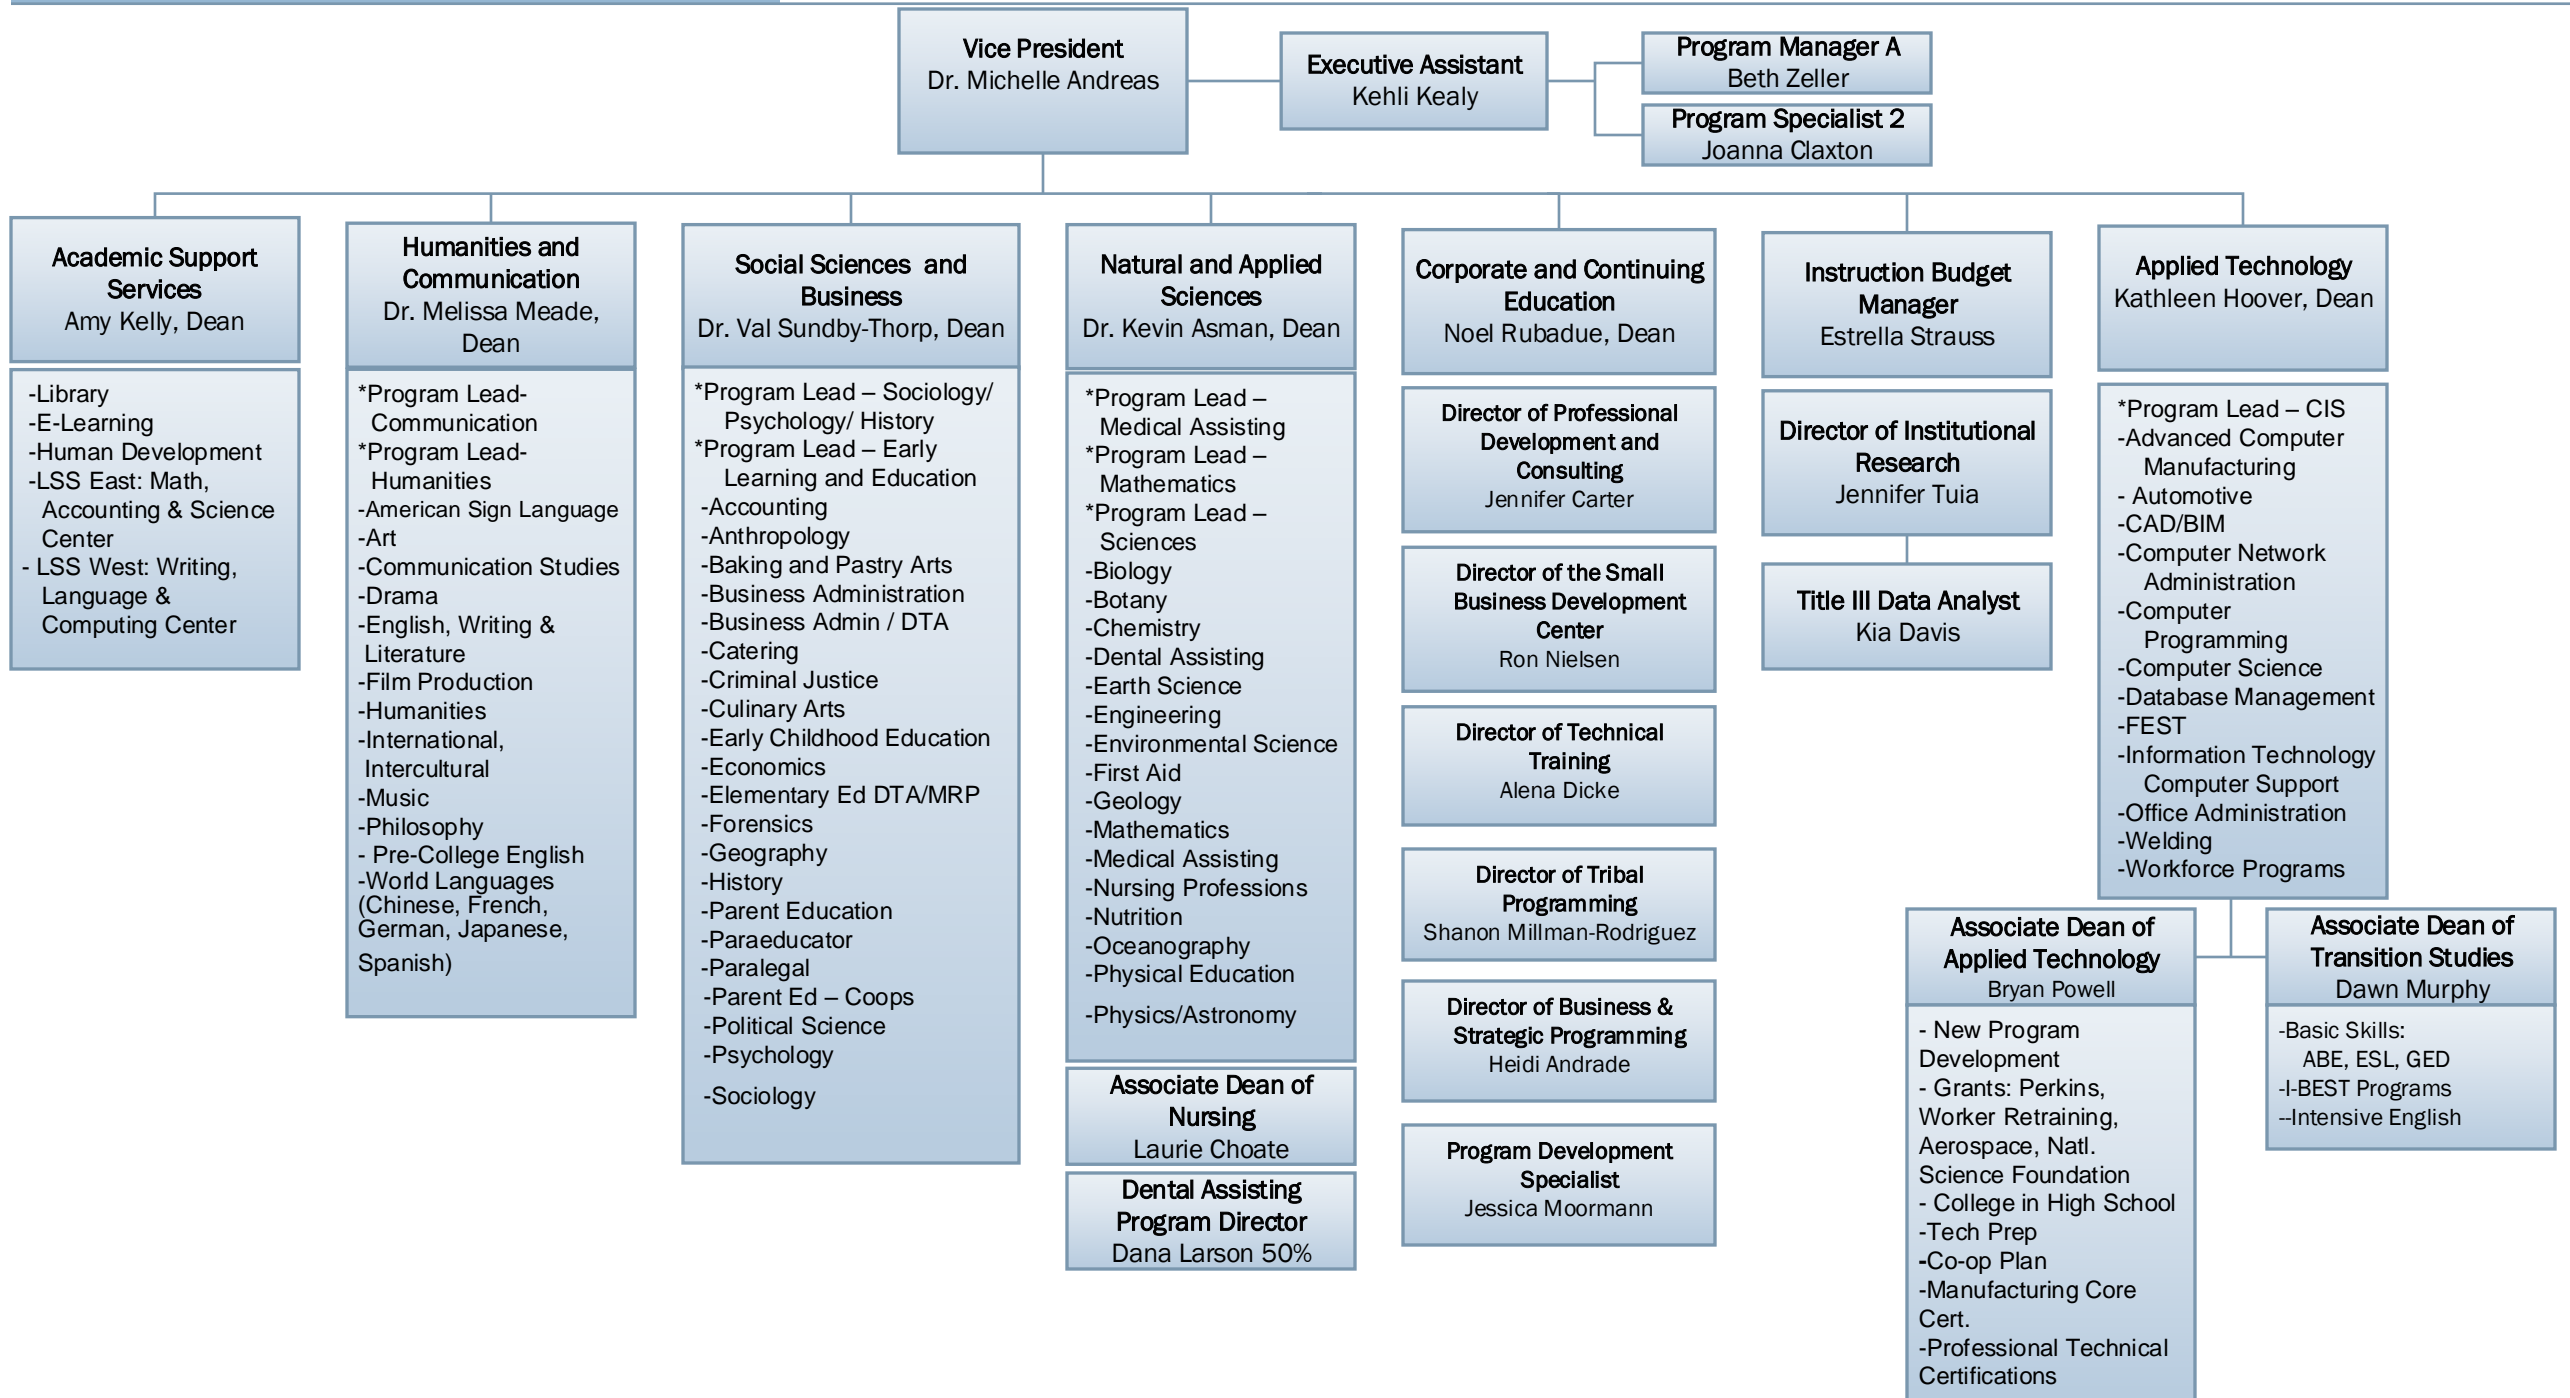 Vice President
Dr. Michelle Andreas
Executive Assistant
Kehli Kealy
Program Manager A
Beth Zeller
Program Specialist 2
Joanna Claxton
Academic Support
Services
Amy Kelly, Dean
-Library
-E-Learning
-Human Development
-LSS East: Math,
Accounting & Science
Center
- LSS West: Writing,
Language &
Computing Center
Humanities and
Communication
Dr. Melissa Meade,
Dean
*Program Lead-
Communication
*Program Lead-
Humanities
-American Sign Language
-Art
-Communication Studies
-Drama
-English, Writing &
Literature
-Film Production
-Humanities
-International,
Intercultural
-Music
-Philosophy
- Pre-College English
-World Languages
(Chinese, French,
German, Japanese,
Spanish)
Social Sciences and
Business
Dr. Val Sundby-Thorp, Dean
*Program Lead – Sociology/
Psychology/ History
*Program Lead – Early
Learning and Education
-Accounting
-Anthropology
-Baking and Pastry Arts
-Business Administration
-Business Admin / DTA
-Catering
-Criminal Justice
-Culinary Arts
-Early Childhood Education
-Economics
-Elementary Ed DTA/MRP
-Forensics
-Geography
-History
-Parent Education
-Paraeducator
-Paralegal
-Parent Ed – Coops
-Political Science
-Psychology
-Sociology
Natural and Applied
Sciences
Dr. Kevin Asman, Dean
*Program Lead –
Medical Assisting
*Program Lead –
Mathematics
*Program Lead –
Sciences
-Biology
-Botany
-Chemistry
-Dental Assisting
-Earth Science
-Engineering
-Environmental Science
-First Aid
-Geology
-Mathematics
-Medical Assisting
-Nursing Professions
-Nutrition
-Oceanography
-Physical Education
-Physics/Astronomy
Associate Dean of
Nursing
Laurie Choate
Dental Assisting
Program Director
Dana Larson 50%
Corporate and Continuing
Education
Noel Rubadue, Dean
Director of Professional
Development and
Consulting
Jennifer Carter
Director of the Small
Business Development
Center
Ron Nielsen
Director of Technical
Training
Alena Dicke
Director of Tribal
Programming
Shanon Millman-Rodriguez
Director of Business &
Strategic Programming
Heidi Andrade
Program Development
Specialist
Jessica Moormann
Instruction Budget
Manager
Estrella Strauss
Director of Institutional
Research
Jennifer Tuia
Title III Data Analyst
Kia Davis
Applied Technology
Kathleen Hoover, Dean
*Program Lead – CIS
-Advanced Computer
Manufacturing
- Automotive
-CAD/BIM
-Computer Network
Administration
-Computer
Programming
-Computer Science
-Database Management
-FEST
-Information Technology
Computer Support
-Office Administration
-Welding
-Workforce Programs
Associate Dean of
Applied Technology
Bryan Powell
- New Program
Development
- Grants: Perkins,
Worker Retraining,
Aerospace, Natl.
Science Foundation
- College in High School
-Tech Prep
-Co-op Plan
-Manufacturing Core
Cert.
-Professional Technical
Certifications
Associate Dean of
Transition Studies
Dawn Murphy
-Basic Skills:
ABE, ESL, GED
-I-BEST Programs
--Intensive English